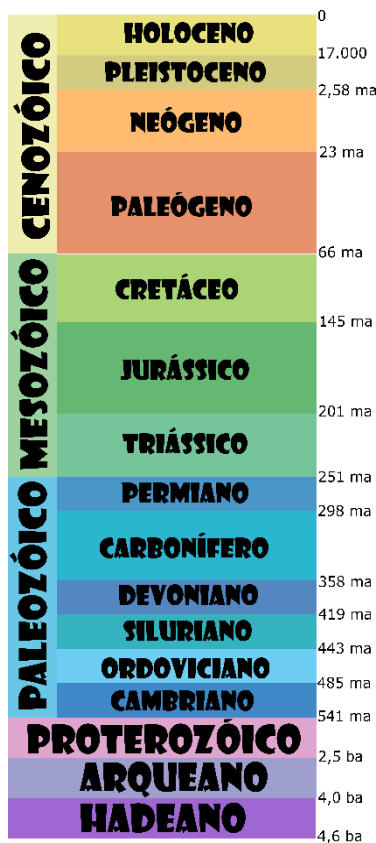 0
HOLOCENO
17.000
PLEISTOCENO
2,58 ma
NEÓGENO
23 ma
PALEÓGENO
CENOZÓICO
66 ma
CRETÁCEO
145 ma
JURÁSSICO
201 ma
TRIÁSSICO
MESOZÓICO
251 ma
PERMIANO
298 ma
CARBONÍFERO
358 ma
DEVONIANO
419 ma
SILURIANO
443 ma
ORDOVICIANO
485 ma
CAMBRIANO
PALEOZÓICO
541 ma
PROTEROZÓICO
2,5 ba
ARQUEANO
4,0 ba
HADEANO
4,6 ba